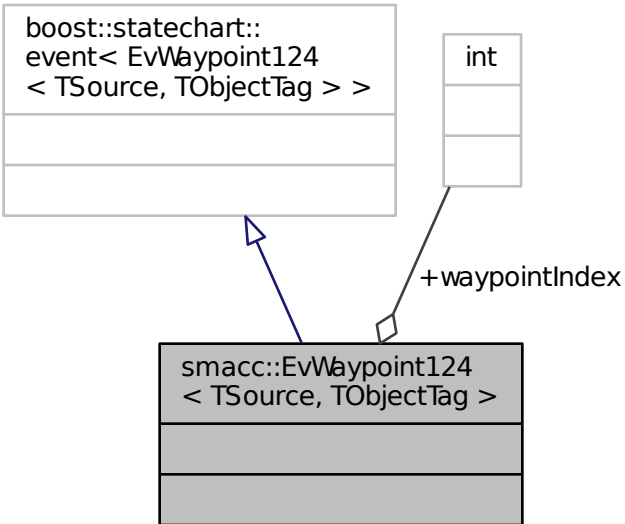 boost::statechart::
event< EvWaypoint124
< TSource, TObjectTag > >
int
+waypointIndex
smacc::EvWaypoint124
< TSource, TObjectTag >